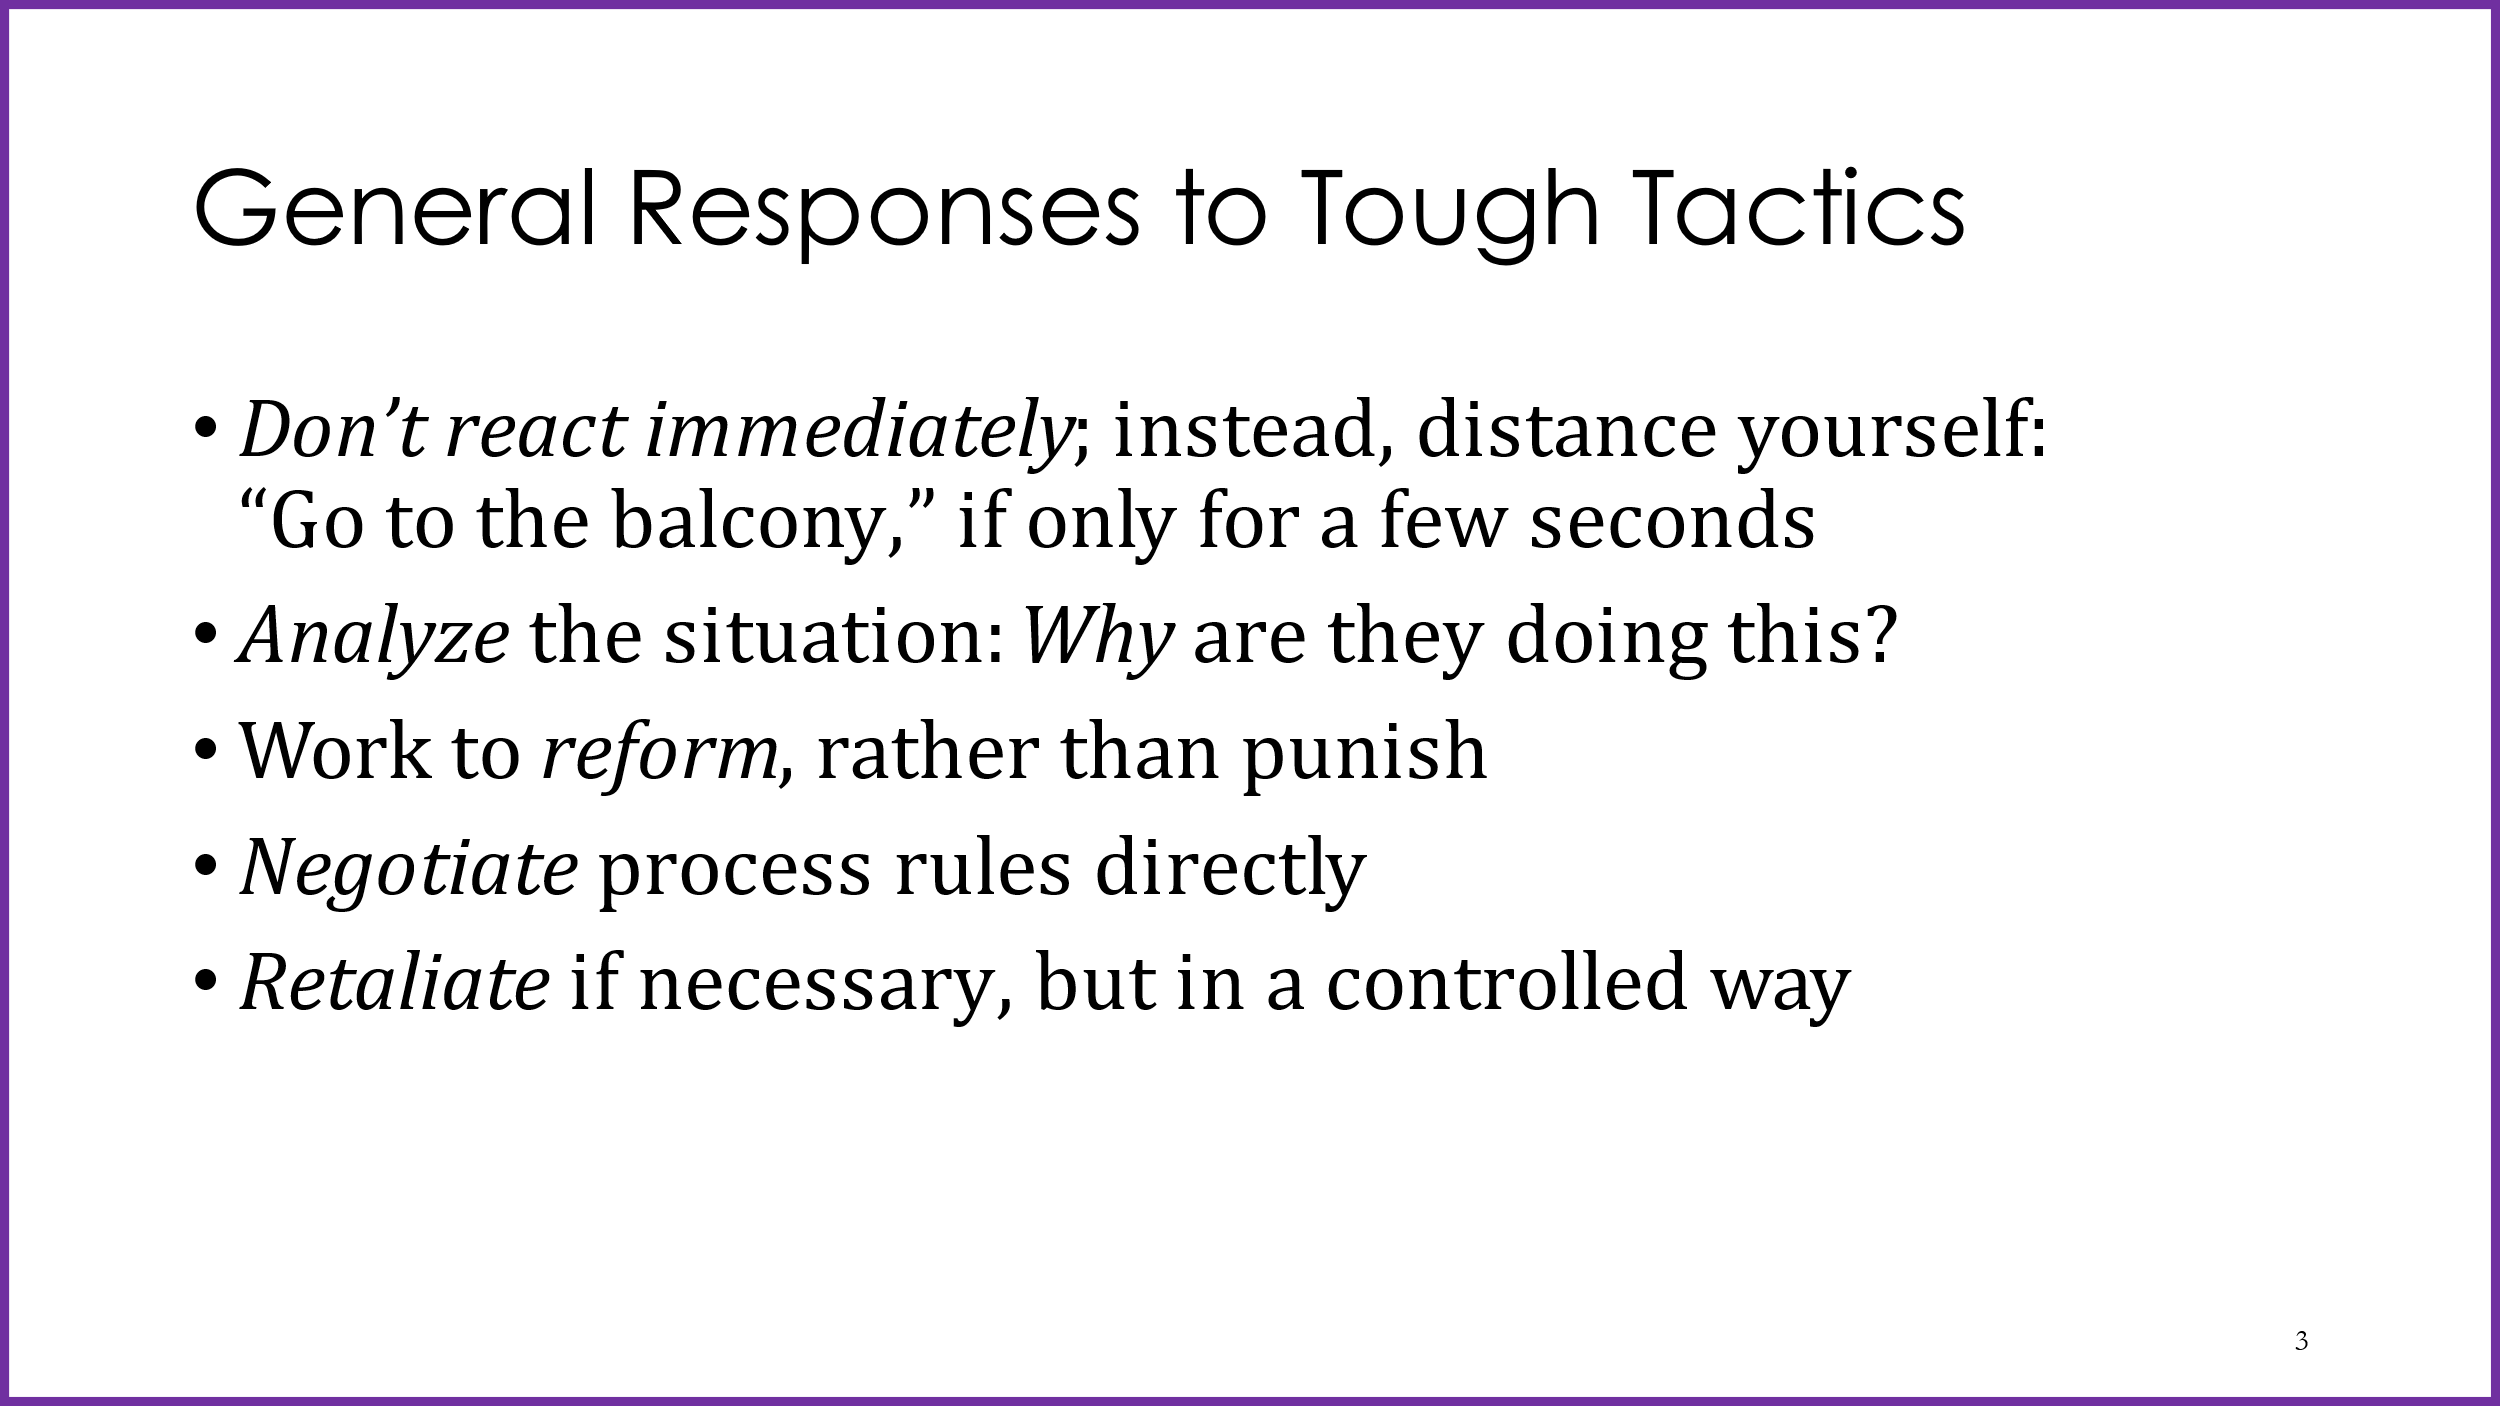 General Responses to Tough Tactics
• Don’t react immediately; instead, distance yourself:
“Go to the balcony,” if only for a few seconds
• Analyze the situation: Why are they doing this?
• Work to reform, rather than punish
• Negotiate process rules directly
• Retaliate if necessary, but in a controlled way
3